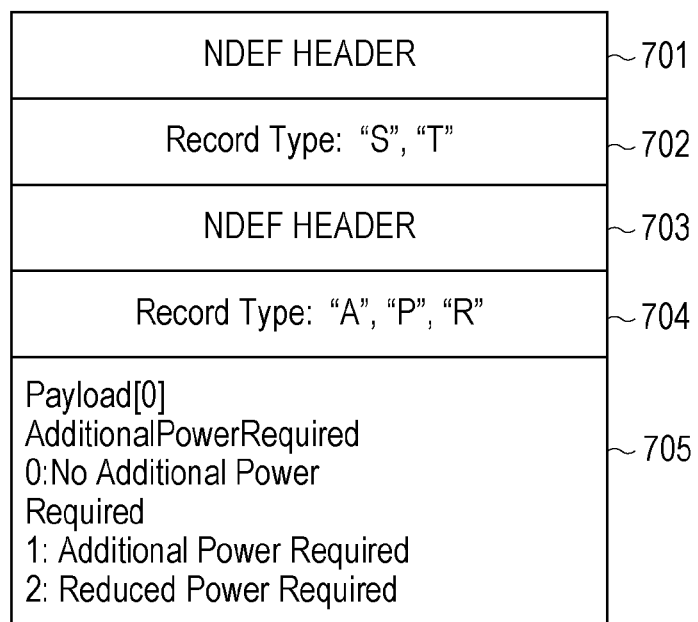 NDEF HEADER
701
Record Type: “S”, “T”
702
NDEF HEADER
703
Record Type: “A”, “P”, “R”
704
Payload[0]
AdditionalPowerRequired
0:No Additional Power
Required
1: Additional Power Required
2: Reduced Power Required
705